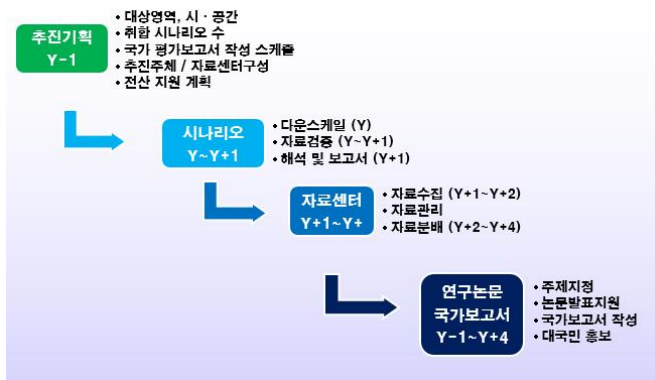 추진기획
Y-1
• 대상영역, 시·공간
• 취합 시나리오 수
• 국가 평가보고서 작성 스케쥴
• 추진주체 / 자료센터구성
• 전산 지원 계획
시나리오
Y~Y+1
• 다운스케일 (Y)
• 자료검증 (Y~Y+1)
• 해석 및 보고서 (Y+1)
자료센터
Y+1~Y+
• 자료수집 (Y+1~Y+2)
• 자료관리
• 자료분배 (Y+2~Y+4)
연구논문
국가보고서
Y-1~Y+4
• 주제지정
• 논문발표지원
• 국가보고서 작성
• 대국민 홍보